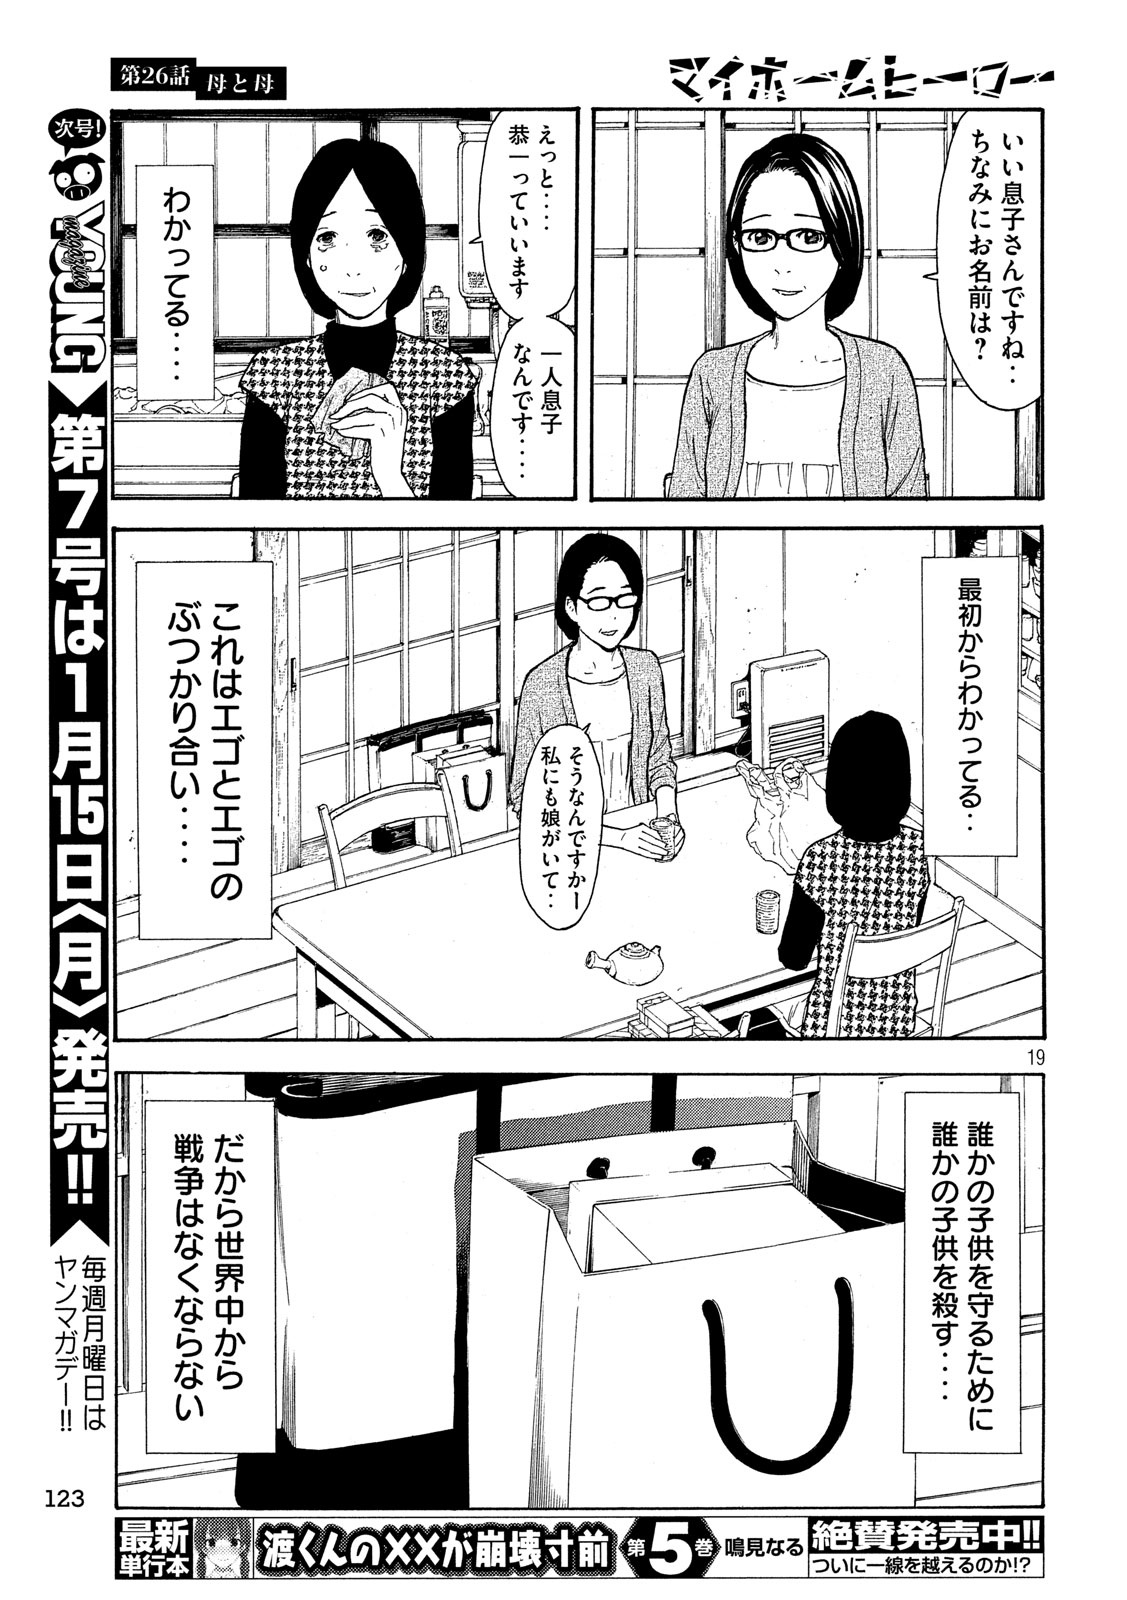 マイホームヒーロー
第26話
母と母
いい息子さんですね‥
ちなみにお名前は？
えっと‥‥
恭一っていいます
一人息子
なんです‥‥
わかってる‥‥
最初からわかってる‥
そうなんですかー
私にも娘がいて‥
これはエゴとエゴの
ぶつかり合い‥‥
19
誰かの子供を守るために
誰かの子供を殺す‥‥
だから世界中から
戦争はなくならない
次号!
YOUNG
magazine
第7号は1月15日〈月〉発売!!
毎週月曜日は
ヤンマガデー!!
123
最新
単行本
渡くんの××が崩壊寸前
第5巻
鳴見なる
絶賛発売中!!
ついに一線を越えるのか!?